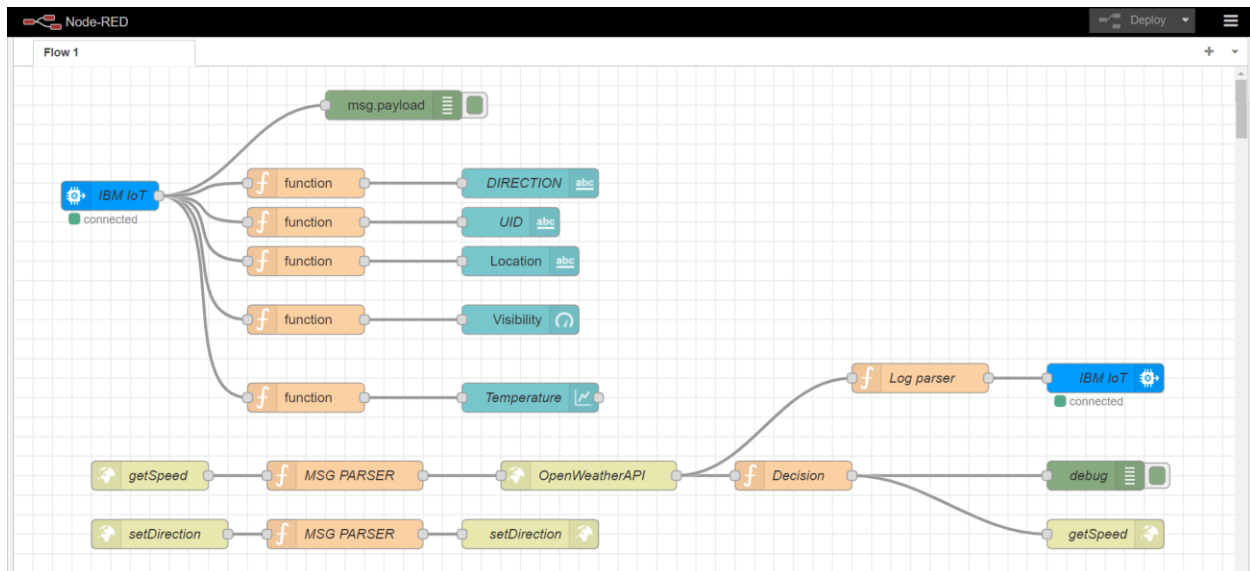 Node-RED
Deploy
Flow 1
msg.payload
IBM IoT
connected
function
DIRECTION
abc
function
UID
abc
function
Location
abc
function
Visibility
function
Temperature
Log parser
IBM IoT
connected
getSpeed
MSG PARSER
OpenWeatherAPI
Decision
debug
setDirection
MSG PARSER
setDirection
getSpeed